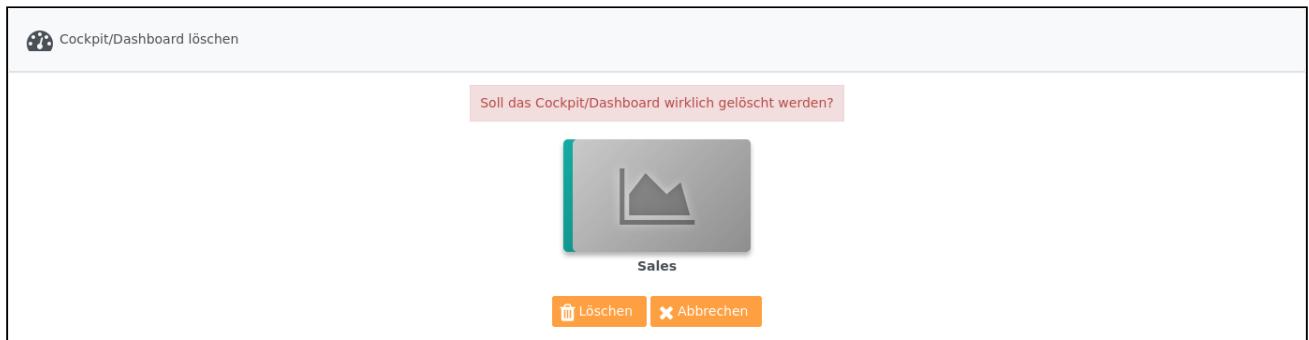 Cockpit/Dashboard löschen
Soll das Cockpit/Dashboard wirklich gelöscht werden?
Sales
Löschen Abbrechen